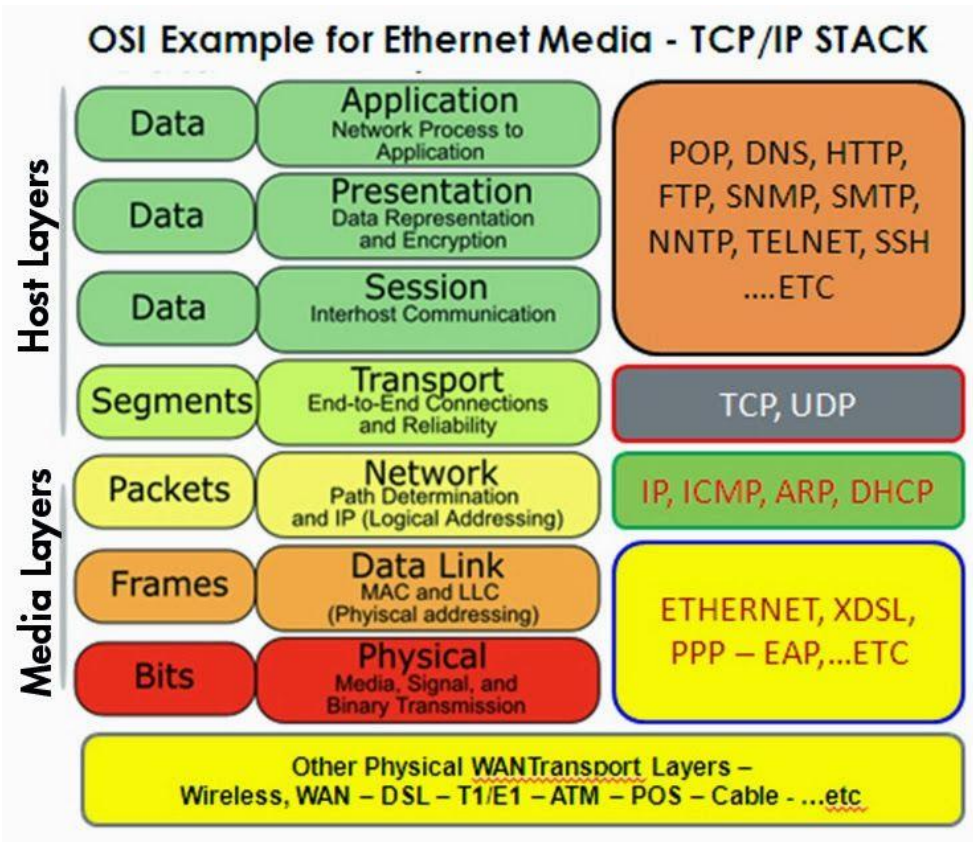 OSI Example for Ethernet Media - TCP/IP STACK
Host Layers
Data
Application
Network Process to
Application
Data
Presentation
Data Representation
and Encryption
Data
Session
Interhost Communication
POP, DNS, HTTP,
FTP, SNMP, SMTP,
NNTP, TELNET, SSH
....ETC
Segments
Transport
End-to-End Connections
and Reliability
TCP, UDP
Media Layers
Packets
Network
Path Determination
and IP (Logical Addressing)
IP, ICMP, ARP, DHCP
Frames
Data Link
MAC and LLC
(Phyiscal addressing)
Bits
Physical
Media, Signal, and
Binary Transmission
ETHERNET, XDSL,
PPP – EAP,...ETC
Other Physical WANTransport Layers –
Wireless, WAN – DSL – T1/E1 – ATM – POS – Cable - ...etc